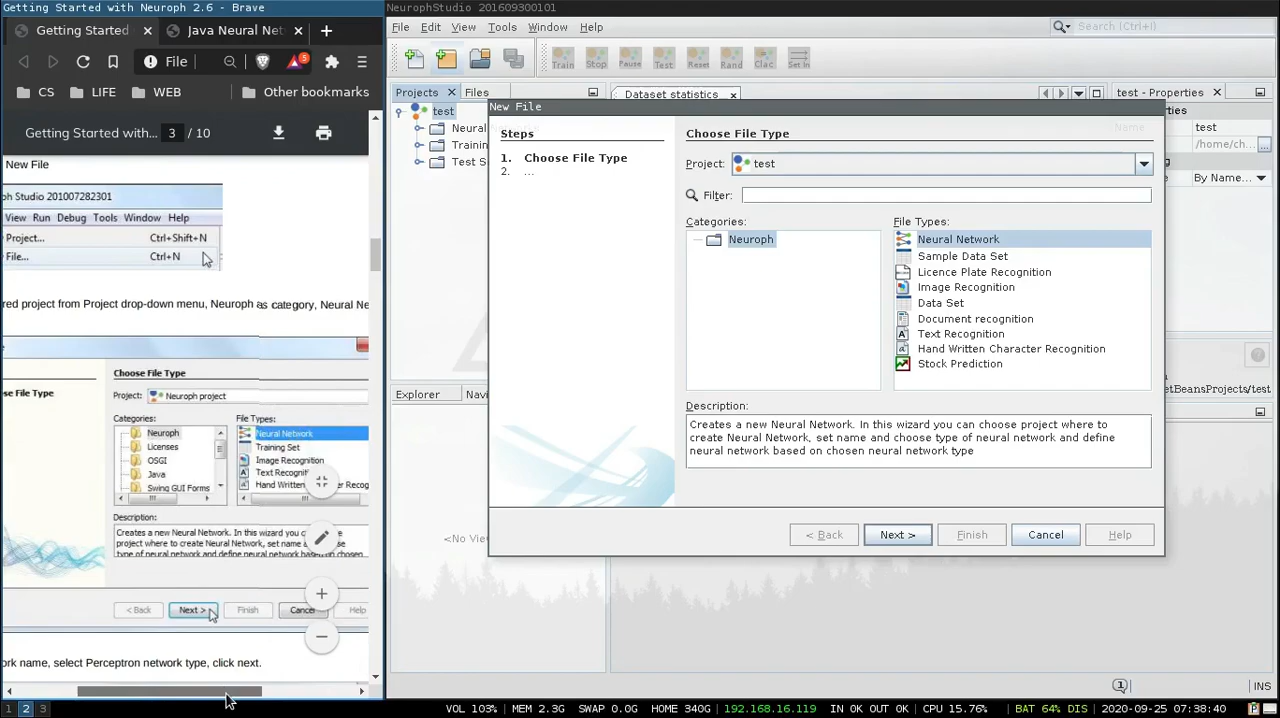 Getting Started with Neuroph 2.6 - Brave
Getting Started
Java Neural Net
File
5
CS
LIFE
WEB
Other bookmarks
Getting Started with...
3 / 10
New File
ph Studio 201007282301
View Run Debug Tools Window Help
Project... Ctrl+Shift+N
File... Ctrl+N
red project from Project drop-down menu, Neuroph as category, Neural Ne
se File Type
Choose File Type
Project: Neuroph project
Categories:
File Types:
Neuroph
Licenses
OSGI
Java
Swing GUI Forms
Neural Network
Training Set
Image Recognition
Text Recogniti
Hand Written Character Recog
Description:
Creates a new Neural Network. In this wizard you can
project where to create Neural Network, set name a
type of neural network and define neural network based on chosen
< Back
Next >
Finish
Cancel
Help
ork name, select Perceptron network type, click next.
NeurophStudio 201609300101
File Edit View Tools Window Help
Search (Ctrl+I)
Train
Stop
Pause
Test
Reset
Rand
Clac
Set In
Projects
Files
test
Neural
Training
Test S
Explorer
Navi
<No View
Dataset statistics
test - Properties
perties
Name
test
/home/ch...
By Name...
etBeansProjects/test
New File
Steps
1. Choose File Type
2. ...
Choose File Type
Project: test
Filter:
Categories:
Neuroph
File Types:
Neural Network
Sample Data Set
Licence Plate Recognition
Image Recognition
Data Set
Document recognition
Text Recognition
Hand Written Character Recognition
Stock Prediction
Description:
Creates a new Neural Network. In this wizard you can choose project where to
create Neural Network, set name and choose type of neural network and define
neural network based on chosen neural network type
< Back
Next >
Finish
Cancel
Help
1
INS
1 2 3
VOL 103% MEM 2.3G SWAP 0.0G HOME 340G 192.168.16.119 IN OK OUT OK CPU 15.76% BAT 64% DIS 2020-09-25 07:38:40